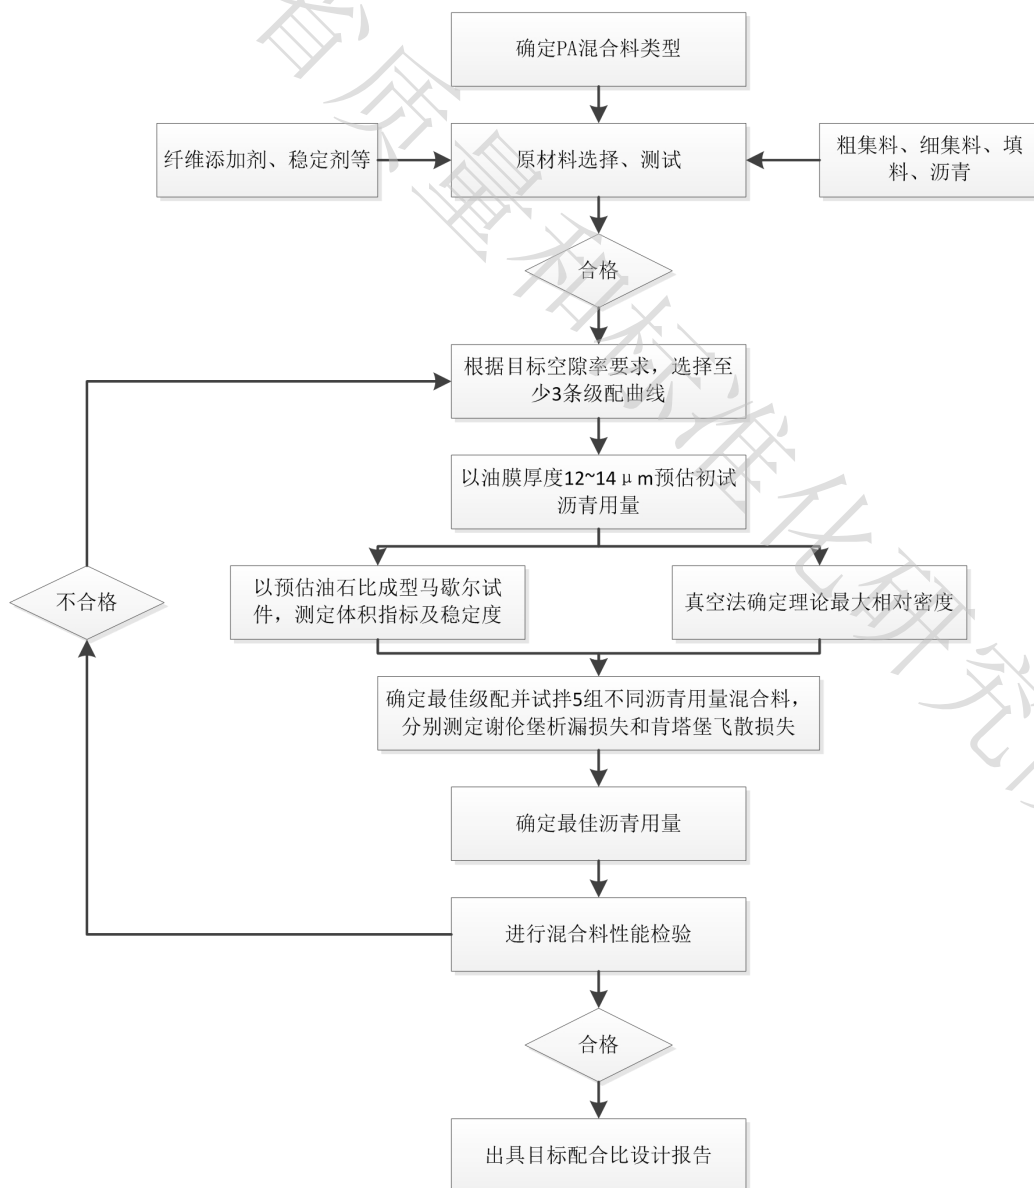 确定PA混合料类型
纤维添加剂、稳定剂等
原材料选择、测试
粗集料、细集料、填
料、沥青
合格
根据目标空隙率要求，选择至
少3条级配曲线
以油膜厚度12~14μm预估初试
沥青用量
不合格
以预估油石比成型马歇尔试
件，测定体积指标及稳定度
真空法确定理论最大相对密度
确定最佳级配并试拌5组不同沥青用量混合料，
分别测定谢伦堡析漏损失和肯塔堡飞散损失
确定最佳沥青用量
进行混合料性能检验
合格
出具目标配合比设计报告
省质量和标准化研究